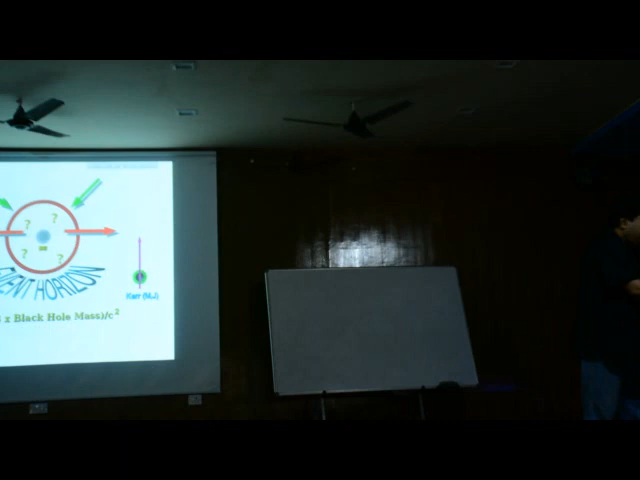 ? ?
? ?
EVENT HORIZON
Kerr (M,J)
x Black Hole Mass)/c²